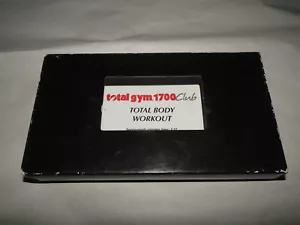 total gym 1700 Club
TOTAL BODY
WORKOUT